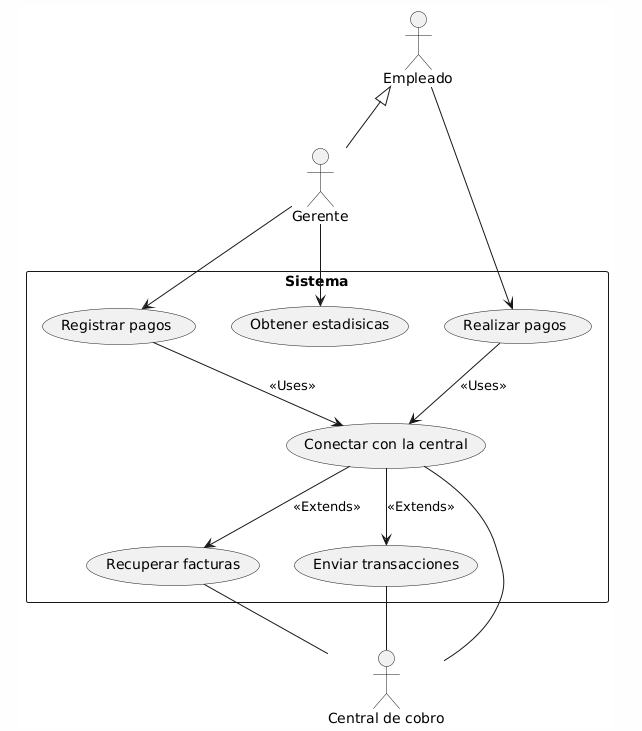 Empleado
Gerente
Sistema
Registrar pagos
Obtener estadisicas
Realizar pagos
«Uses»
«Uses»
Conectar con la central
«Extends»
«Extends»
Recuperar facturas
Enviar transacciones
Central de cobro